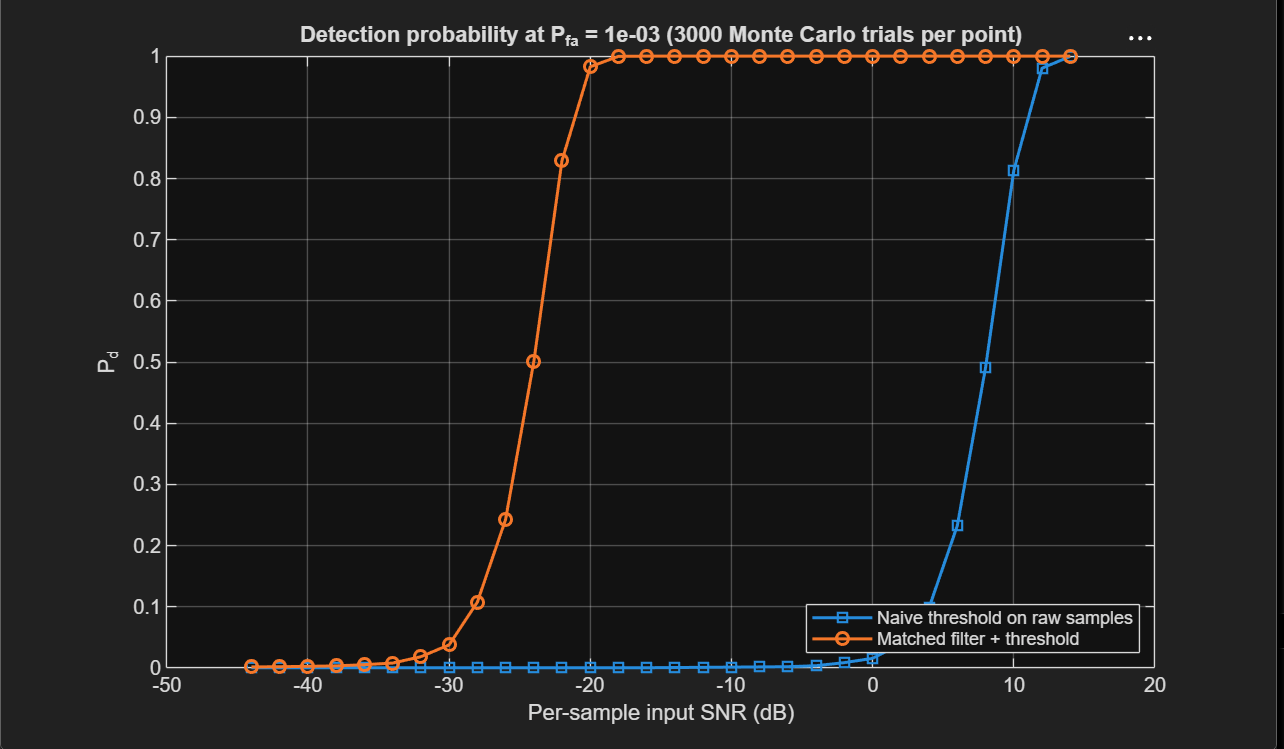 Detection probability at Pfa = 1e-03 (3000 Monte Carlo trials per point)
1
0.9
0.8
0.7
0.6
0.5
0.4
0.3
0.2
0.1
0
Pd
-50 -40 -30 -20 -10 0 10 20
Per-sample input SNR (dB)
Naive threshold on raw samples
Matched filter + threshold